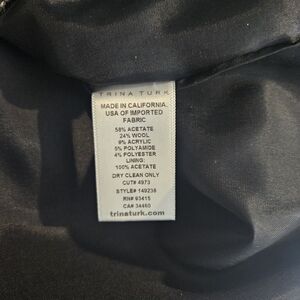 TRINA TURK
MADE IN CALIFORNIA,
USA OF IMPORTED
FABRIC
58% ACETATE
24% WOOL
9% ACRYLIC
5% POLYAMIDE
4% POLYESTER
LINING:
100% ACETATE
DRY CLEAN ONLY
CUT# 4973
STYLE# 149238
RN# 93415
CA# 34460
trinaturk.com